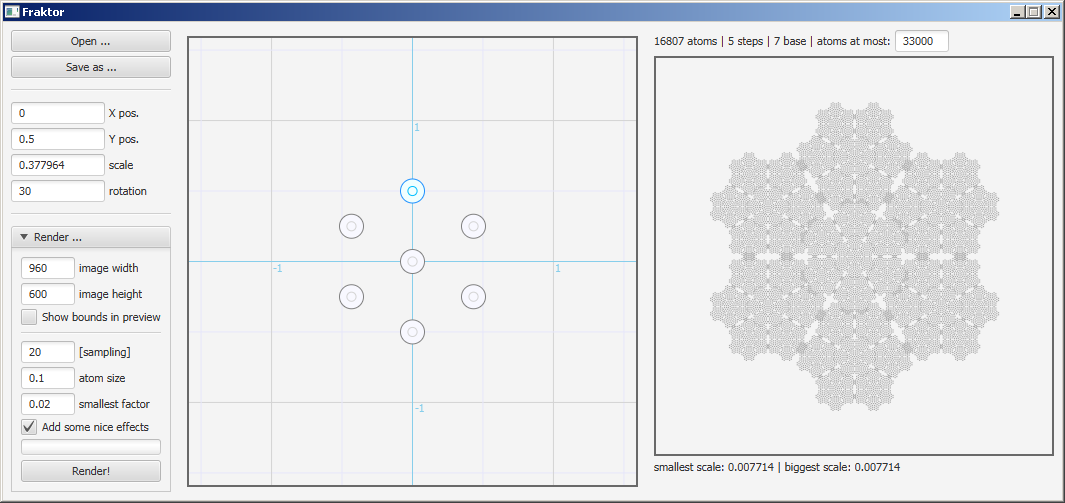 Fraktor
Open ...
Save as ...
0 X pos.
0.5 Y pos.
0.377964 scale
30 rotation
Render ...
960 image width
600 image height
Show bounds in preview
20 [sampling]
0.1 atom size
0.02 smallest factor
Add some nice effects
Render!
1
-1
1
-1
16807 atoms | 5 steps | 7 base | atoms at most: 33000
smallest scale: 0.007714 | biggest scale: 0.007714